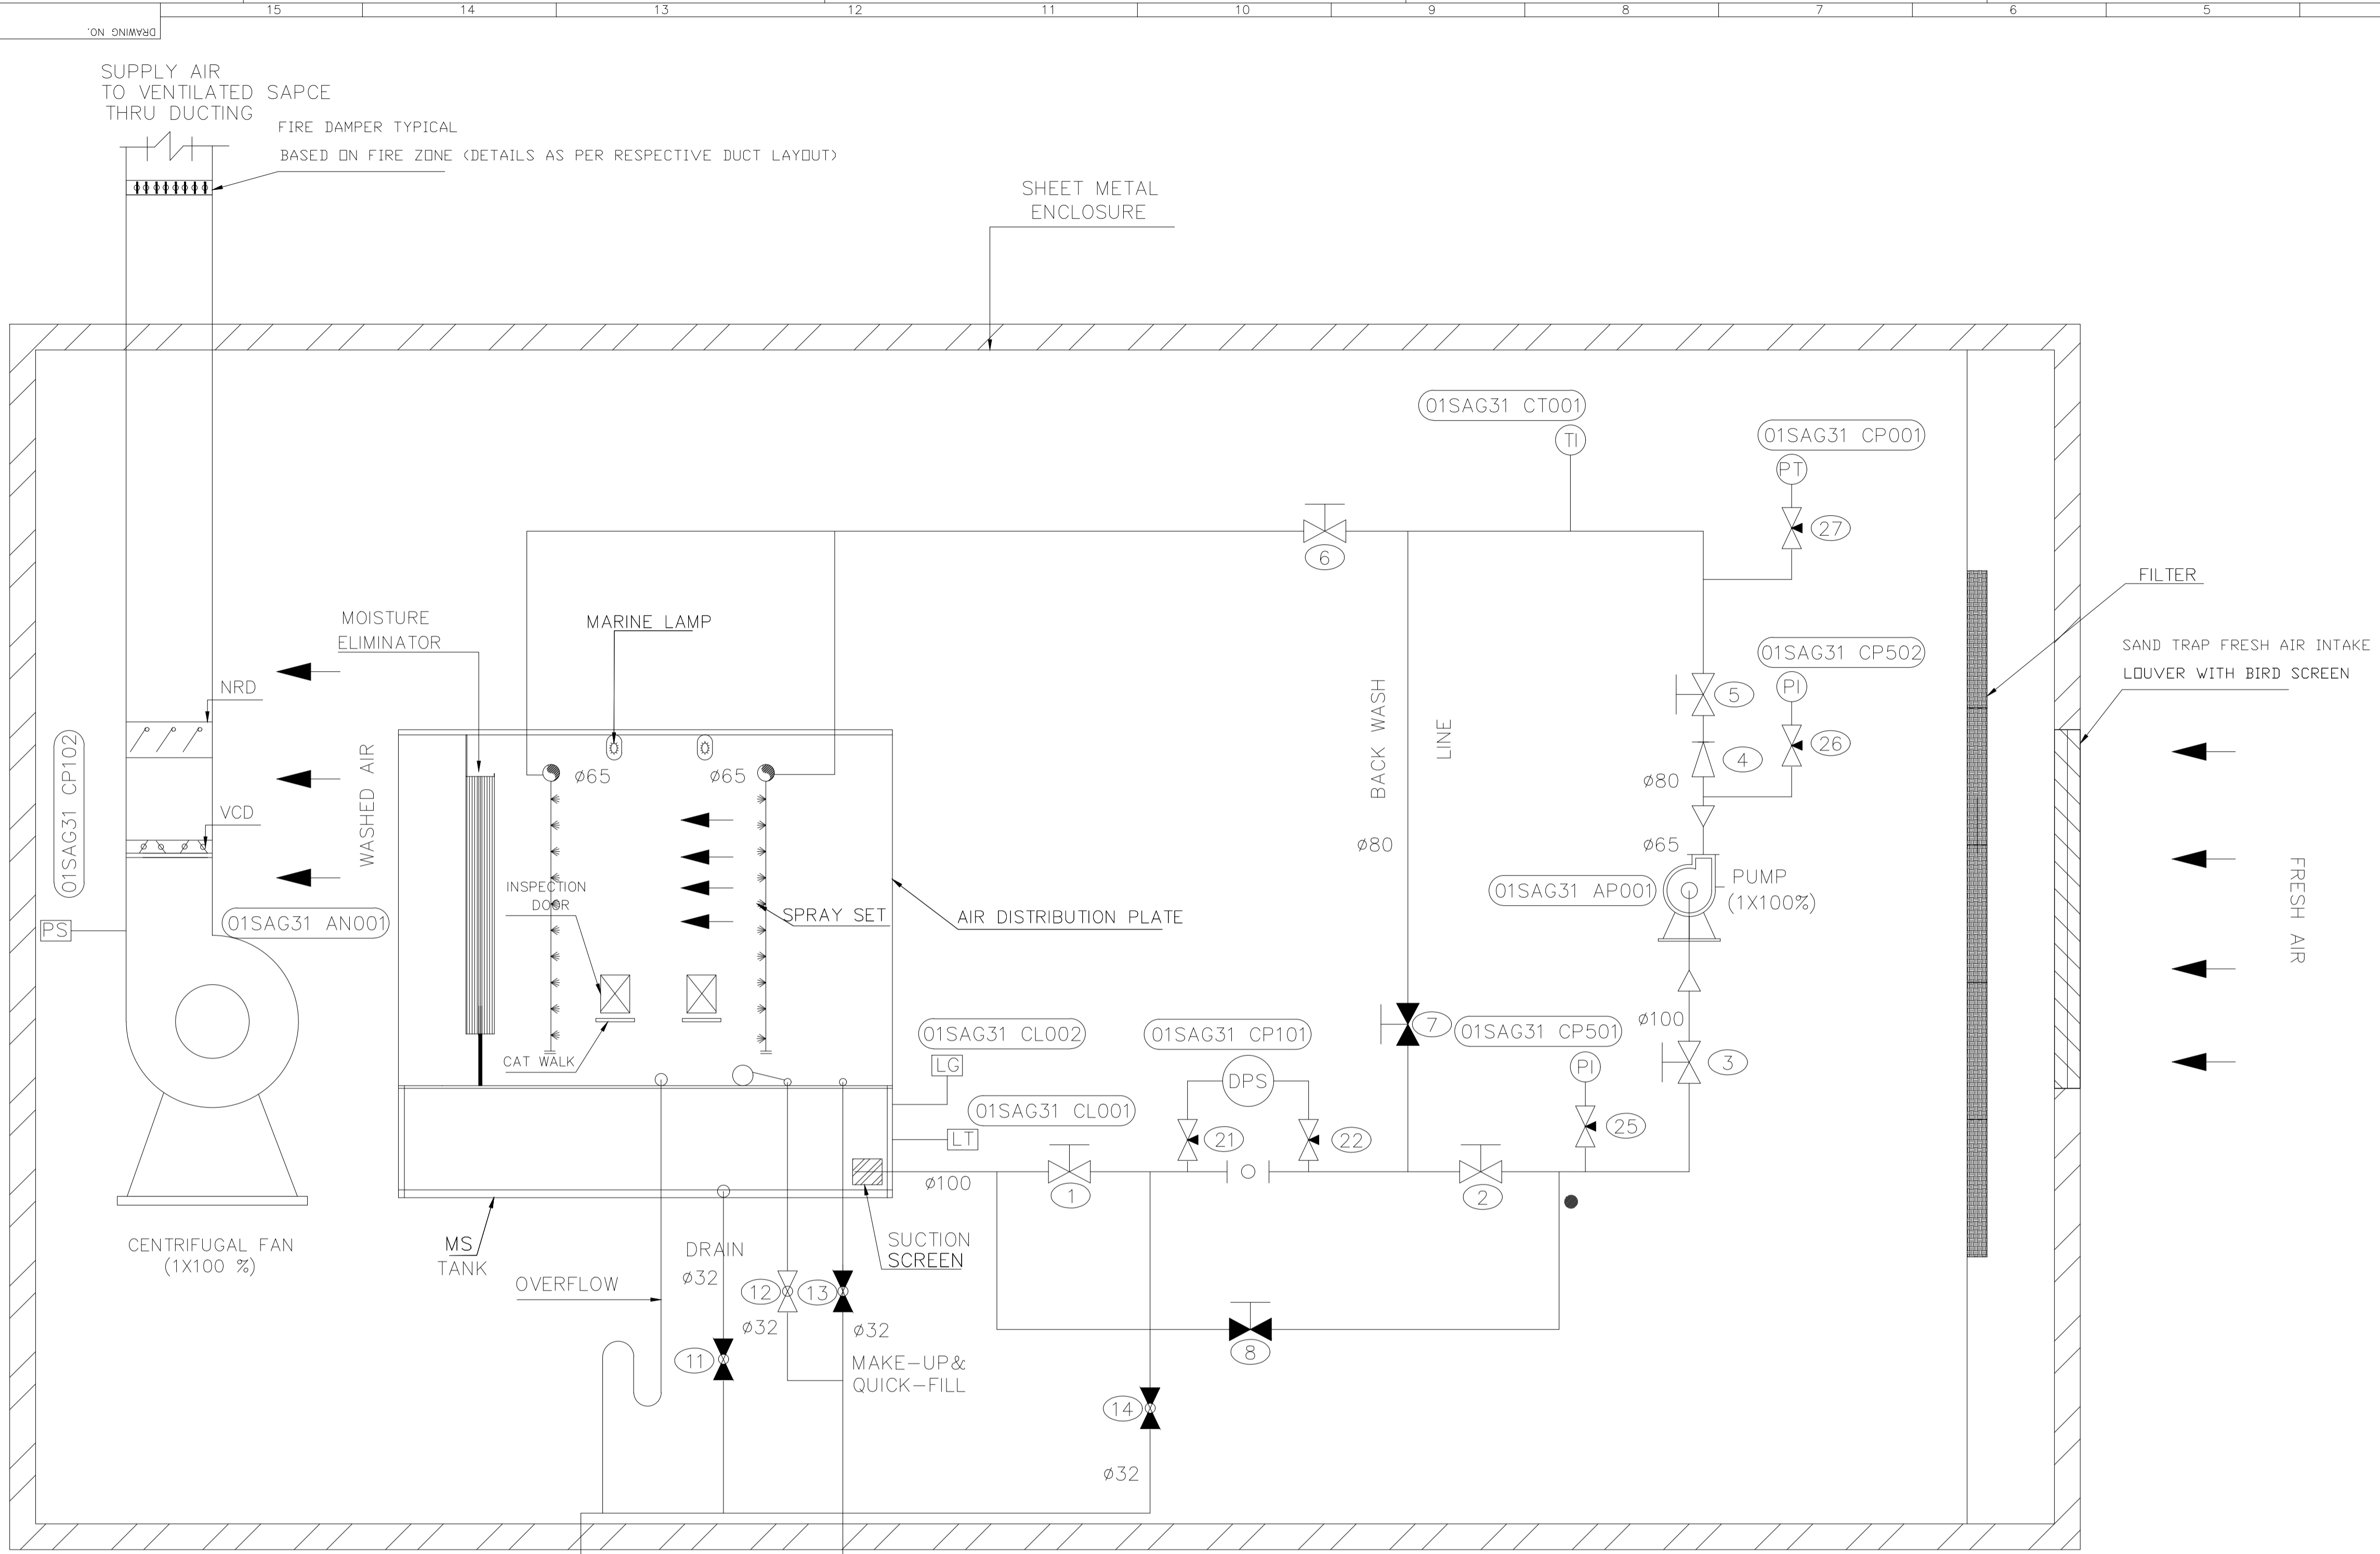 15
14
13
12
11
10
9
8
7
6
5
DRAWING NO.
SUPPLY AIR
TO VENTILATED SAPCE
THRU DUCTING
FIRE DAMPER TYPICAL
BASED ON FIRE ZONE (DETAILS AS PER RESPECTIVE DUCT LAYOUT)
SHEET METAL
ENCLOSURE
01SAG31 CT001
TI
01SAG31 CP001
PT
27
6
FILTER
MOISTURE
ELIMINATOR
MARINE LAMP
01SAG31 CP502
PI
SAND TRAP FRESH AIR INTAKE
LOUVER WITH BIRD SCREEN
NRD
5
26
4
BACK WASH
LINE
01SAG31 CP102
WASHED AIR
ø65
ø65
ø80
VCD
ø80
ø65
INSPECTION
DOOR
SPRAY SET
AIR DISTRIBUTION PLATE
01SAG31 AP001
PUMP
(1X100%)
FRESH AIR
01SAG31 AN001
PS
CAT WALK
01SAG31 CL002
LG
01SAG31 CP101
DPS
7
01SAG31 CP501
PI
ø100
3
01SAG31 CL001
LT
21
22
25
ø100
1
2
CENTRIFUGAL FAN
(1X100 %)
MS
TANK
DRAIN
ø32
SUCTION
SCREEN
OVERFLOW
12
13
ø32
ø32
11
MAKE-UP&
QUICK-FILL
8
14
ø32